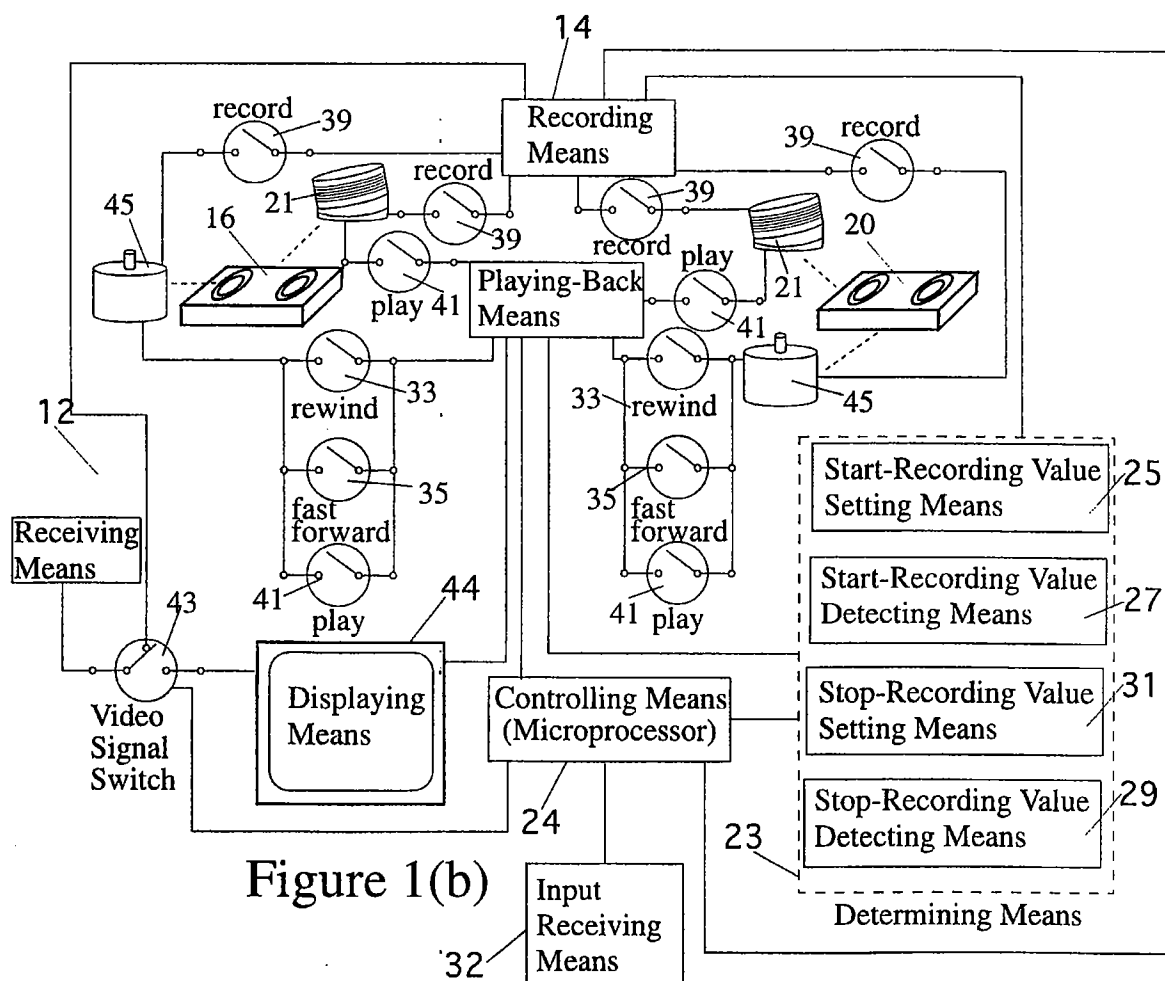 14
record
39
Recording
Means
record
39
record
21
39
39
record
45
16
20
21
play
play
41
Playing-Back
Means
41
33
rewind
33
rewind
45
12
35
fast
forward
35
fast
forward
Start-Recording Value
Setting Means
25
Receiving
Means
41
play
41
play
Start-Recording Value
Detecting Means
27
43
44
Video
Signal
Switch
Displaying
Means
Controlling Means
(Microprocessor)
24
Stop-Recording Value
Setting Means
31
Stop-Recording Value
Detecting Means
29
23
Determining Means
Figure 1(b)
Input
Receiving
Means
32